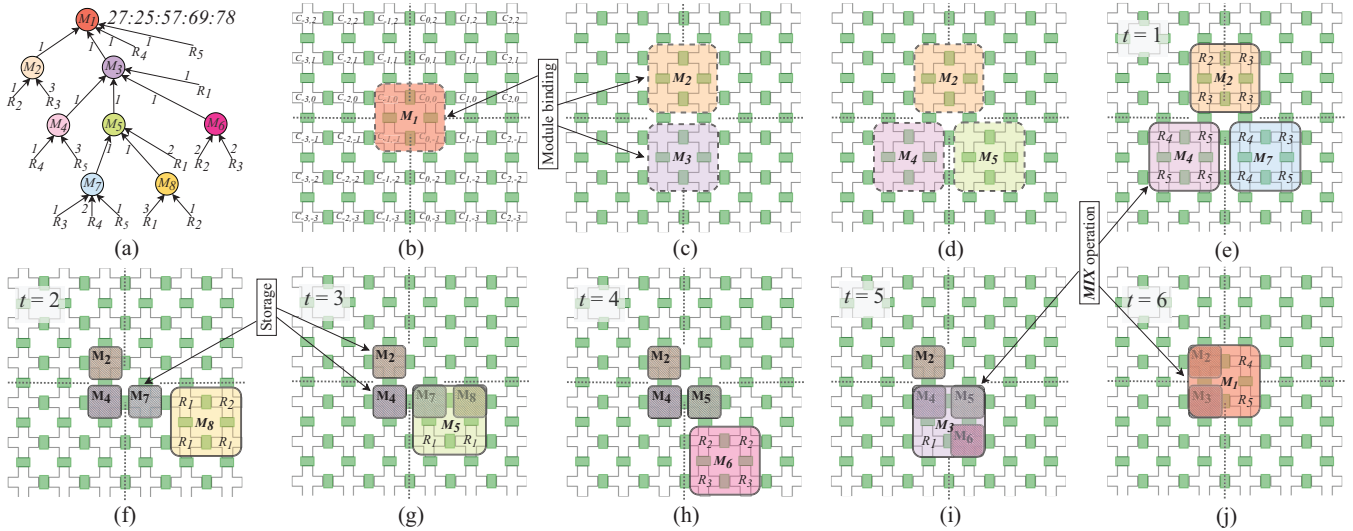 M1 27:25:57:69:78
1 1 1 1
R4 R5
M2 M3
1 3 1
R2 R3 R1
1 1 1
M4 M5 M6
1 3 1 1 2 2 2
R4 R5 R1 R2 R3
M7 M8
1 2 1 3 1
R3 R4 R5 R1 R2
(a)
C-3,2 C-2,2 C-1,2 C0,2 C1,2 C2,2
C-3,1 C-2,1 C-1,1 C0,1 C1,1 C2,1
C-3,0 C-2,0 C-1,0 C0,0 C1,0 C2,0
M1
C-3,-1 C-2,-1 C-1,-1 C0,-1 C1,-1 C2,-1
C-3,-2 C-2,-2 C-1,-2 C0,-2 C1,-2 C2,-2
C-3,-3 C-2,-3 C-1,-3 C0,-3 C1,-3 C2,-3
(b)
Module binding
M2
M3
(c)
M2
M4 M5
(d)
t = 1
R2 R3
M2
R3 R3
R4 R5 R4 R3
M4 M7
R5 R5 R4 R5
(e)
MIX operation
t = 2
M2
M4 M7
R1 R2
M8
R1 R1
(f)
Storage
t = 3
M2
M4 M7 M8
M5
R1 R1
(g)
t = 4
M2
M4 M5
R2 R2
M6
R3 R3
(h)
t = 5
M2
M4 M5
M3
R1 M6
(i)
t = 6
M2 R4
M1
M3 R5
(j)